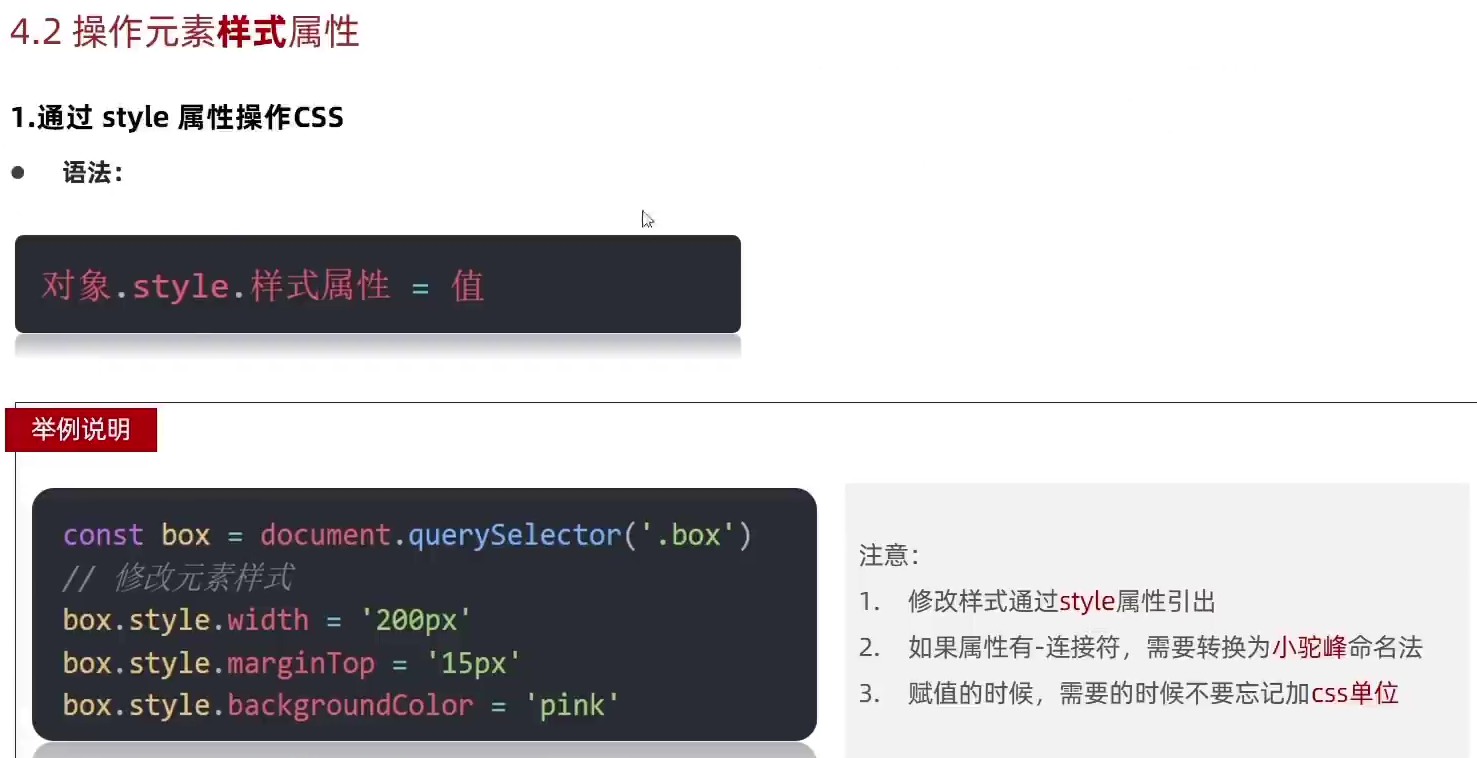 4.2 操作元素样式属性
1.通过 style 属性操作CSS
● 语法：
对象.style.样式属性 = 值
举例说明
const box = document.querySelector('.box')
// 修改元素样式
box.style.width = '200px'
box.style.marginTop = '15px'
box.style.backgroundColor = 'pink'
注意：
1. 修改样式通过style属性引出
2. 如果属性有-连接符，需要转换为小驼峰命名法
3. 赋值的时候，需要的时候不要忘记加css单位